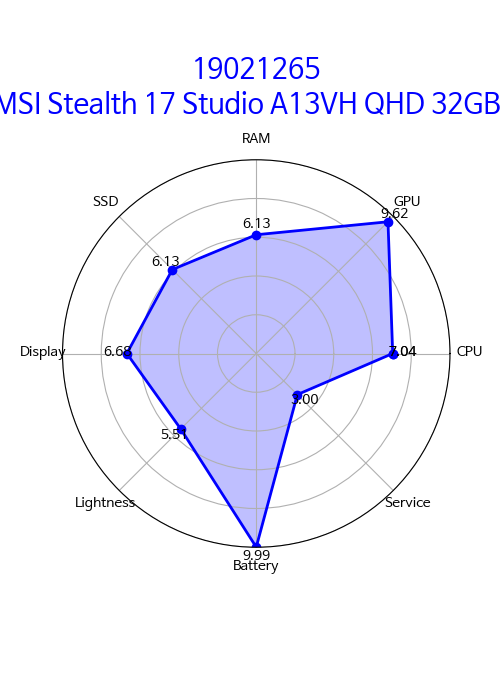 19021265
MSI Stealth 17 Studio A13VH QHD 32GB
RAM
SSD
GPU
9.62
6.13
6.13
Display
6.68
7.04
CPU
3.00
5.51
Lightness
Service
9.99
Battery